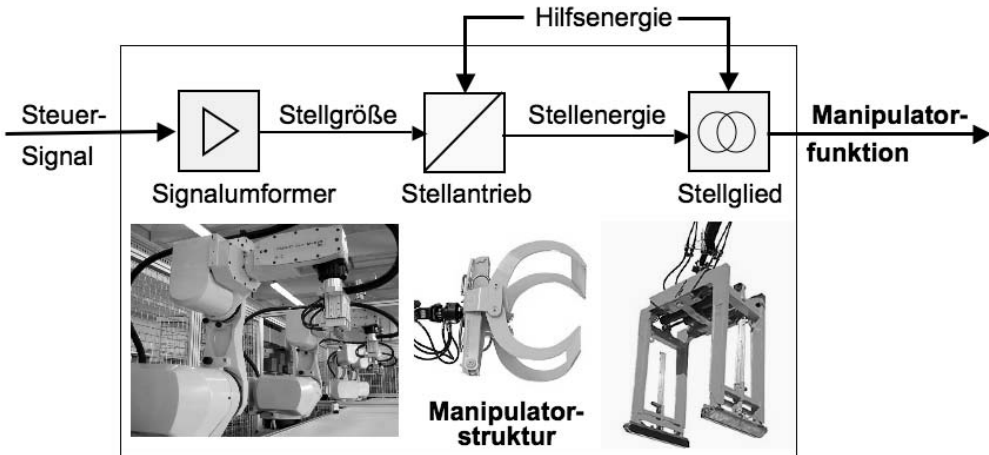 Hilfsenergie
Steuer-
Signal
Stellgröße
Stellenergie
Manipulator-
funktion
Signalumformer
Stellantrieb
Stellglied
Manipulator-
struktur